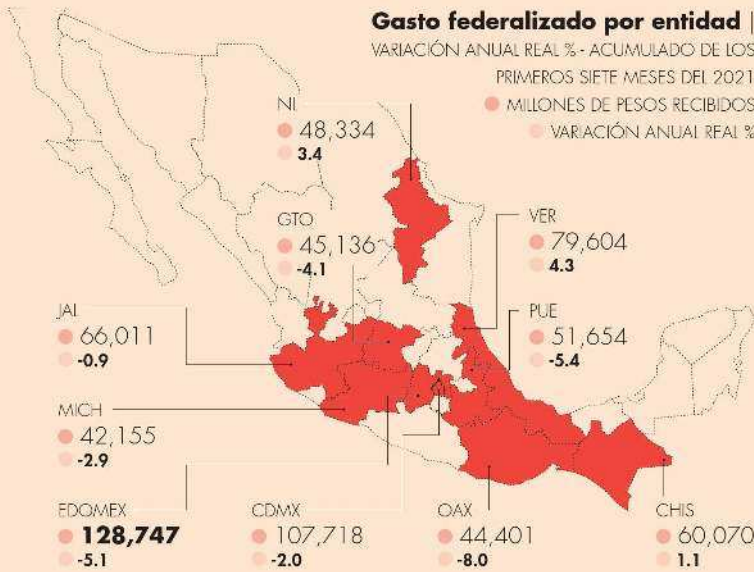 Gasto federalizado por entidad |
VARIACIÓN ANUAL REAL % - ACUMULADO DE LOS
PRIMEROS SIETE MESES DEL 2021
MILLONES DE PESOS RECIBIDOS
VARIACIÓN ANUAL REAL %
NL
48,334
3.4
GTO
45,136
-4.1
VER
79,604
4.3
JAL
66,011
-0.9
PUE
51,654
-5.4
MICH
42,155
-2.9
EDOMEX
128,747
-5.1
CDMX
107,718
-2.0
OAX
44,401
-8.0
CHIS
60,070
1.1